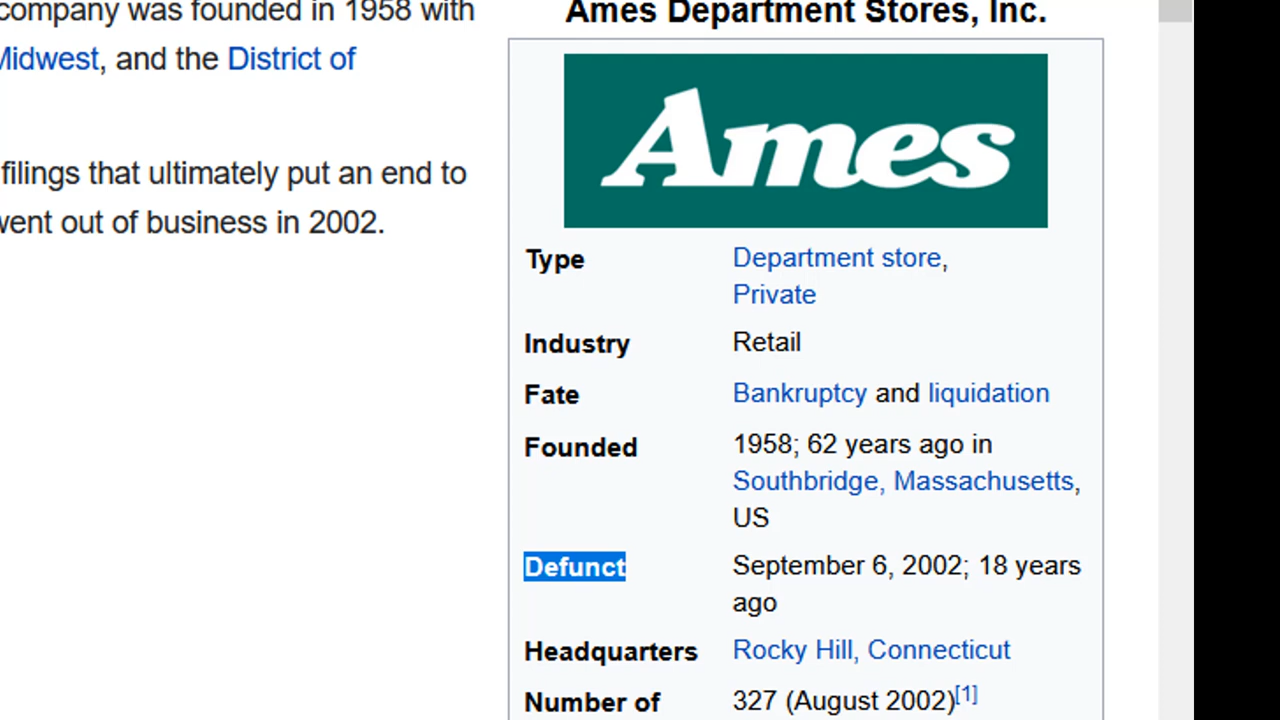 company was founded in 1958 with
Midwest, and the District of
filings that ultimately put an end to
went out of business in 2002.
Ames Department Stores, Inc.
Ames
Type Department store,
Private
Industry Retail
Fate Bankruptcy and liquidation
Founded 1958; 62 years ago in
Southbridge, Massachusetts,
US
Defunct September 6, 2002; 18 years
ago
Headquarters Rocky Hill, Connecticut
Number of 327 (August 2002)[1]